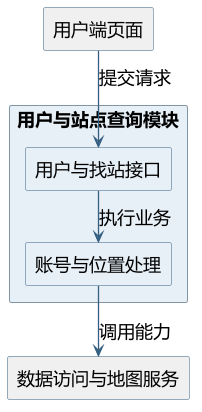 用户端页面
提交请求
用户与站点查询模块
用户与找站接口
执行业务
账号与位置处理
调用能力
数据访问与地图服务